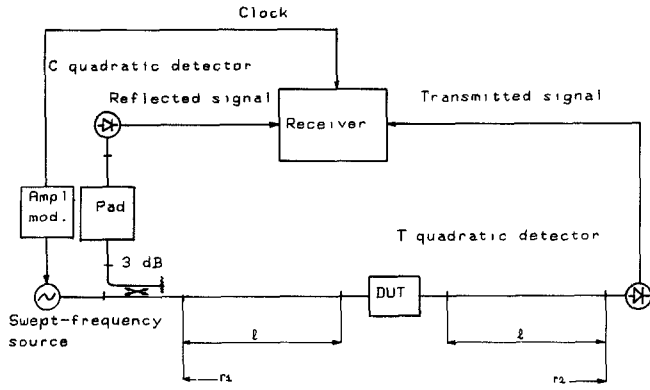 Clock
C quadratic detector
Reflected signal
Transmitted signal
Receiver
Ampl
mod.
Pad
T quadratic detector
3 dB
DUT
Swept-frequency
source
ℓ
ℓ
r1
r2